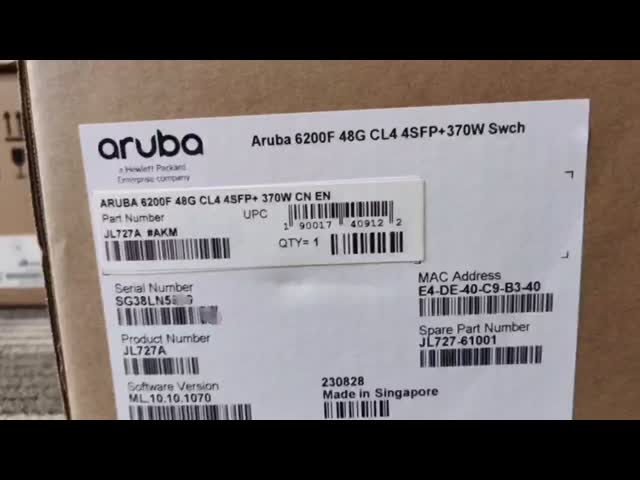 aruba
a Hewlett Packard
Enterprise company
Aruba 6200F 48G CL4 4SFP+370W Swch
ARUBA 6200F 48G CL4 4SFP+ 370W CN EN
Part Number
JL727A #AKM
UPC
1 90017 40912 2
QTY= 1
Serial Number
SG38LN5
MAC Address
E4-DE-40-C9-B3-40
Product Number
JL727A
Spare Part Number
JL727-61001
Software Version
ML.10.10.1070
230828
Made in Singapore